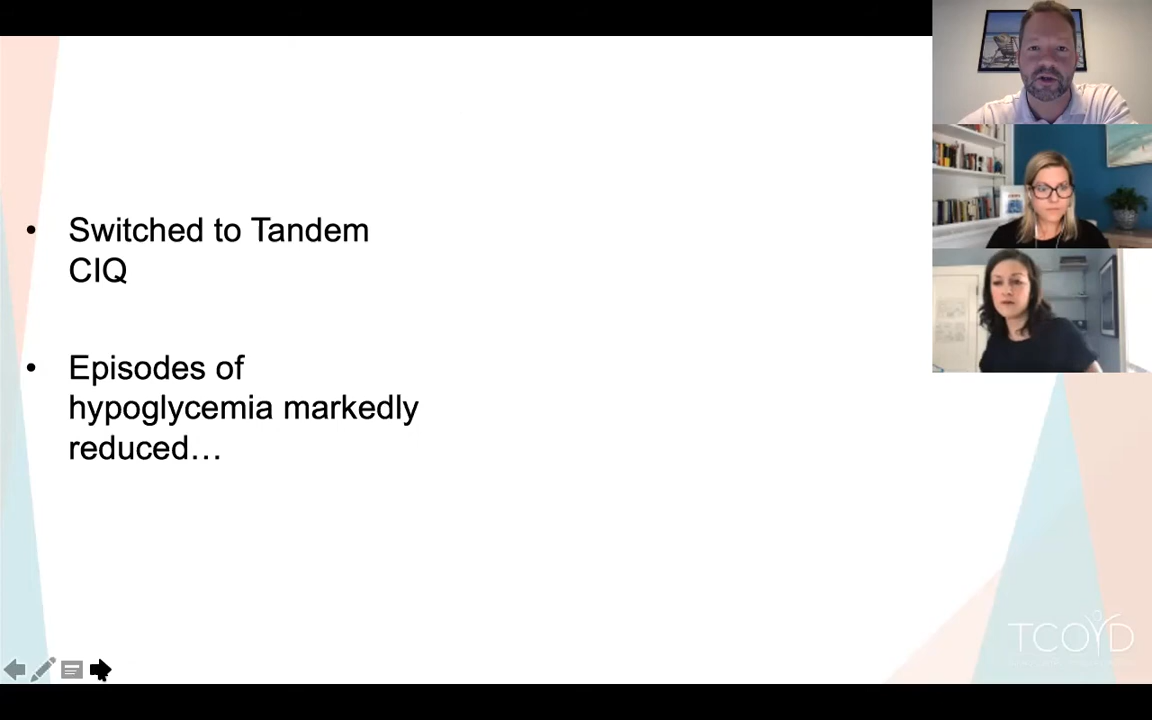 • Switched to Tandem
CIQ
• Episodes of
hypoglycemia markedly
reduced…
TCOYD